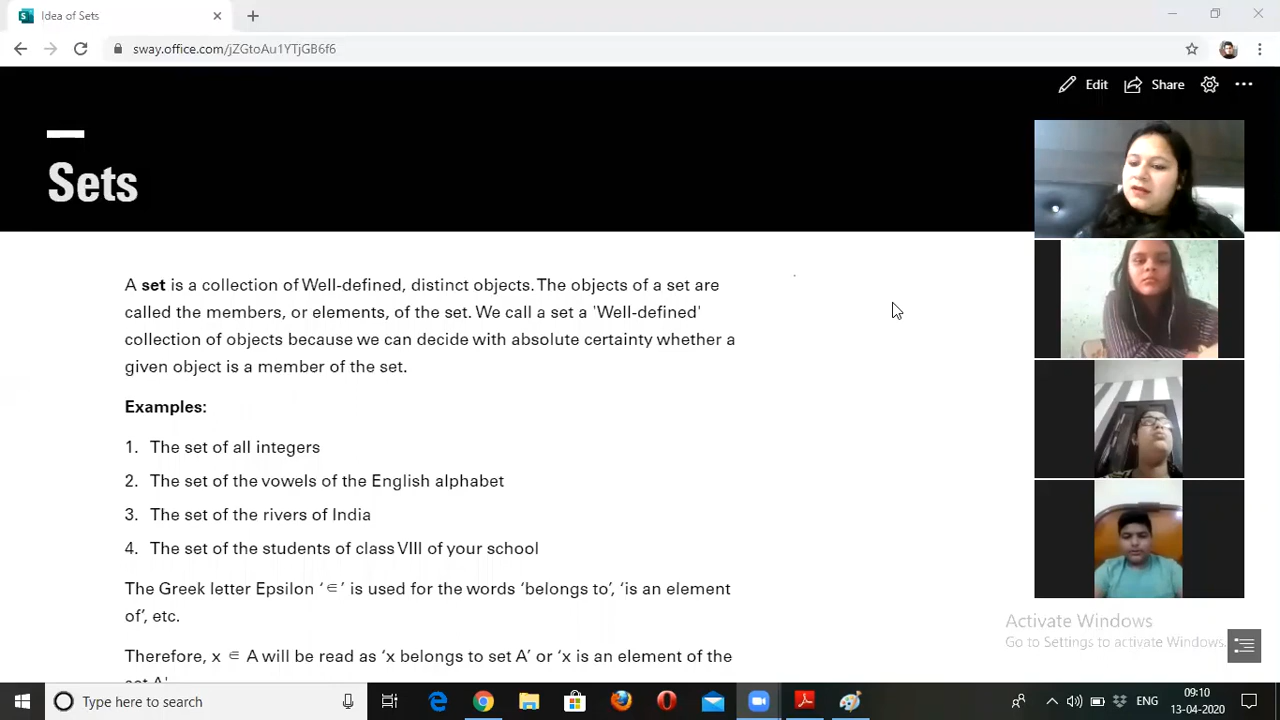 Idea of Sets
sway.office.com/jZGtoAu1YTjGB6f6
Edit
Share
Sets
A set is a collection of Well-defined, distinct objects. The objects of a set are
called the members, or elements, of the set. We call a set a 'Well-defined'
collection of objects because we can decide with absolute certainty whether a
given object is a member of the set.
Examples:
1. The set of all integers
2. The set of the vowels of the English alphabet
3. The set of the rivers of India
4. The set of the students of class VIII of your school
The Greek letter Epsilon ‘∈’ is used for the words ‘belongs to’, ‘is an element
of’, etc.
Therefore, x ∈ A will be read as ‘x belongs to set A’ or ‘x is an element of the
set A'
Activate Windows
Go to Settings to activate Windows.
Type here to search
ENG
09:10
13-04-2020